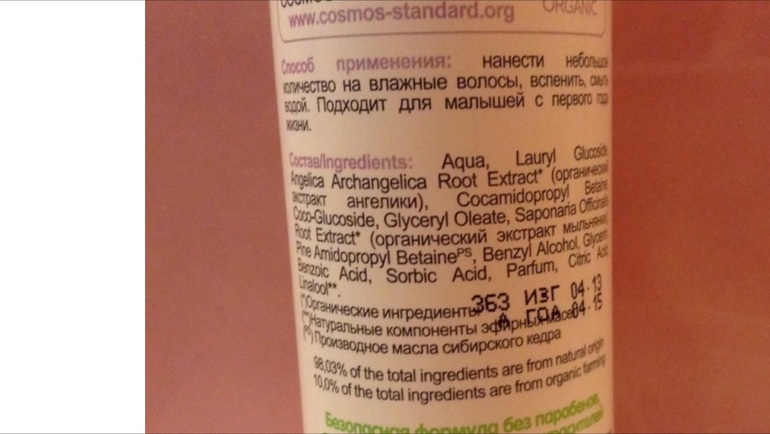 www.cosmos-standard.org
ORGANIC
Способ применения: нанести небольшое
количество на влажные волосы, вспенить, смыть
водой. Подходит для малышей с первого года
жизни.
Состав/Ingredients: Aqua, Lauryl Glucoside,
Angelica Archangelica Root Extract* (органический
экстракт ангелики), Cocamidopropyl Betaine,
Coco-Glucoside, Glyceryl Oleate, Saponaria Officinalis
Root Extract* (органический экстракт мыльнянки),
Pine Amidopropyl Betaineᴾˢ, Benzyl Alcohol, Glycerin,
Benzoic Acid, Sorbic Acid, Parfum, Citric Acid,
Linalool**.
363 ИЗГ 04·13
ГОД 04·15
(*)Органические ингредиенты
(**)Натуральные компоненты эфирных масел
Производное масла сибирского кедра
98,03% of the total ingredients are from natural origin
10,0% of the total ingredients are from organic farming
Безопасная формула без парабенов,